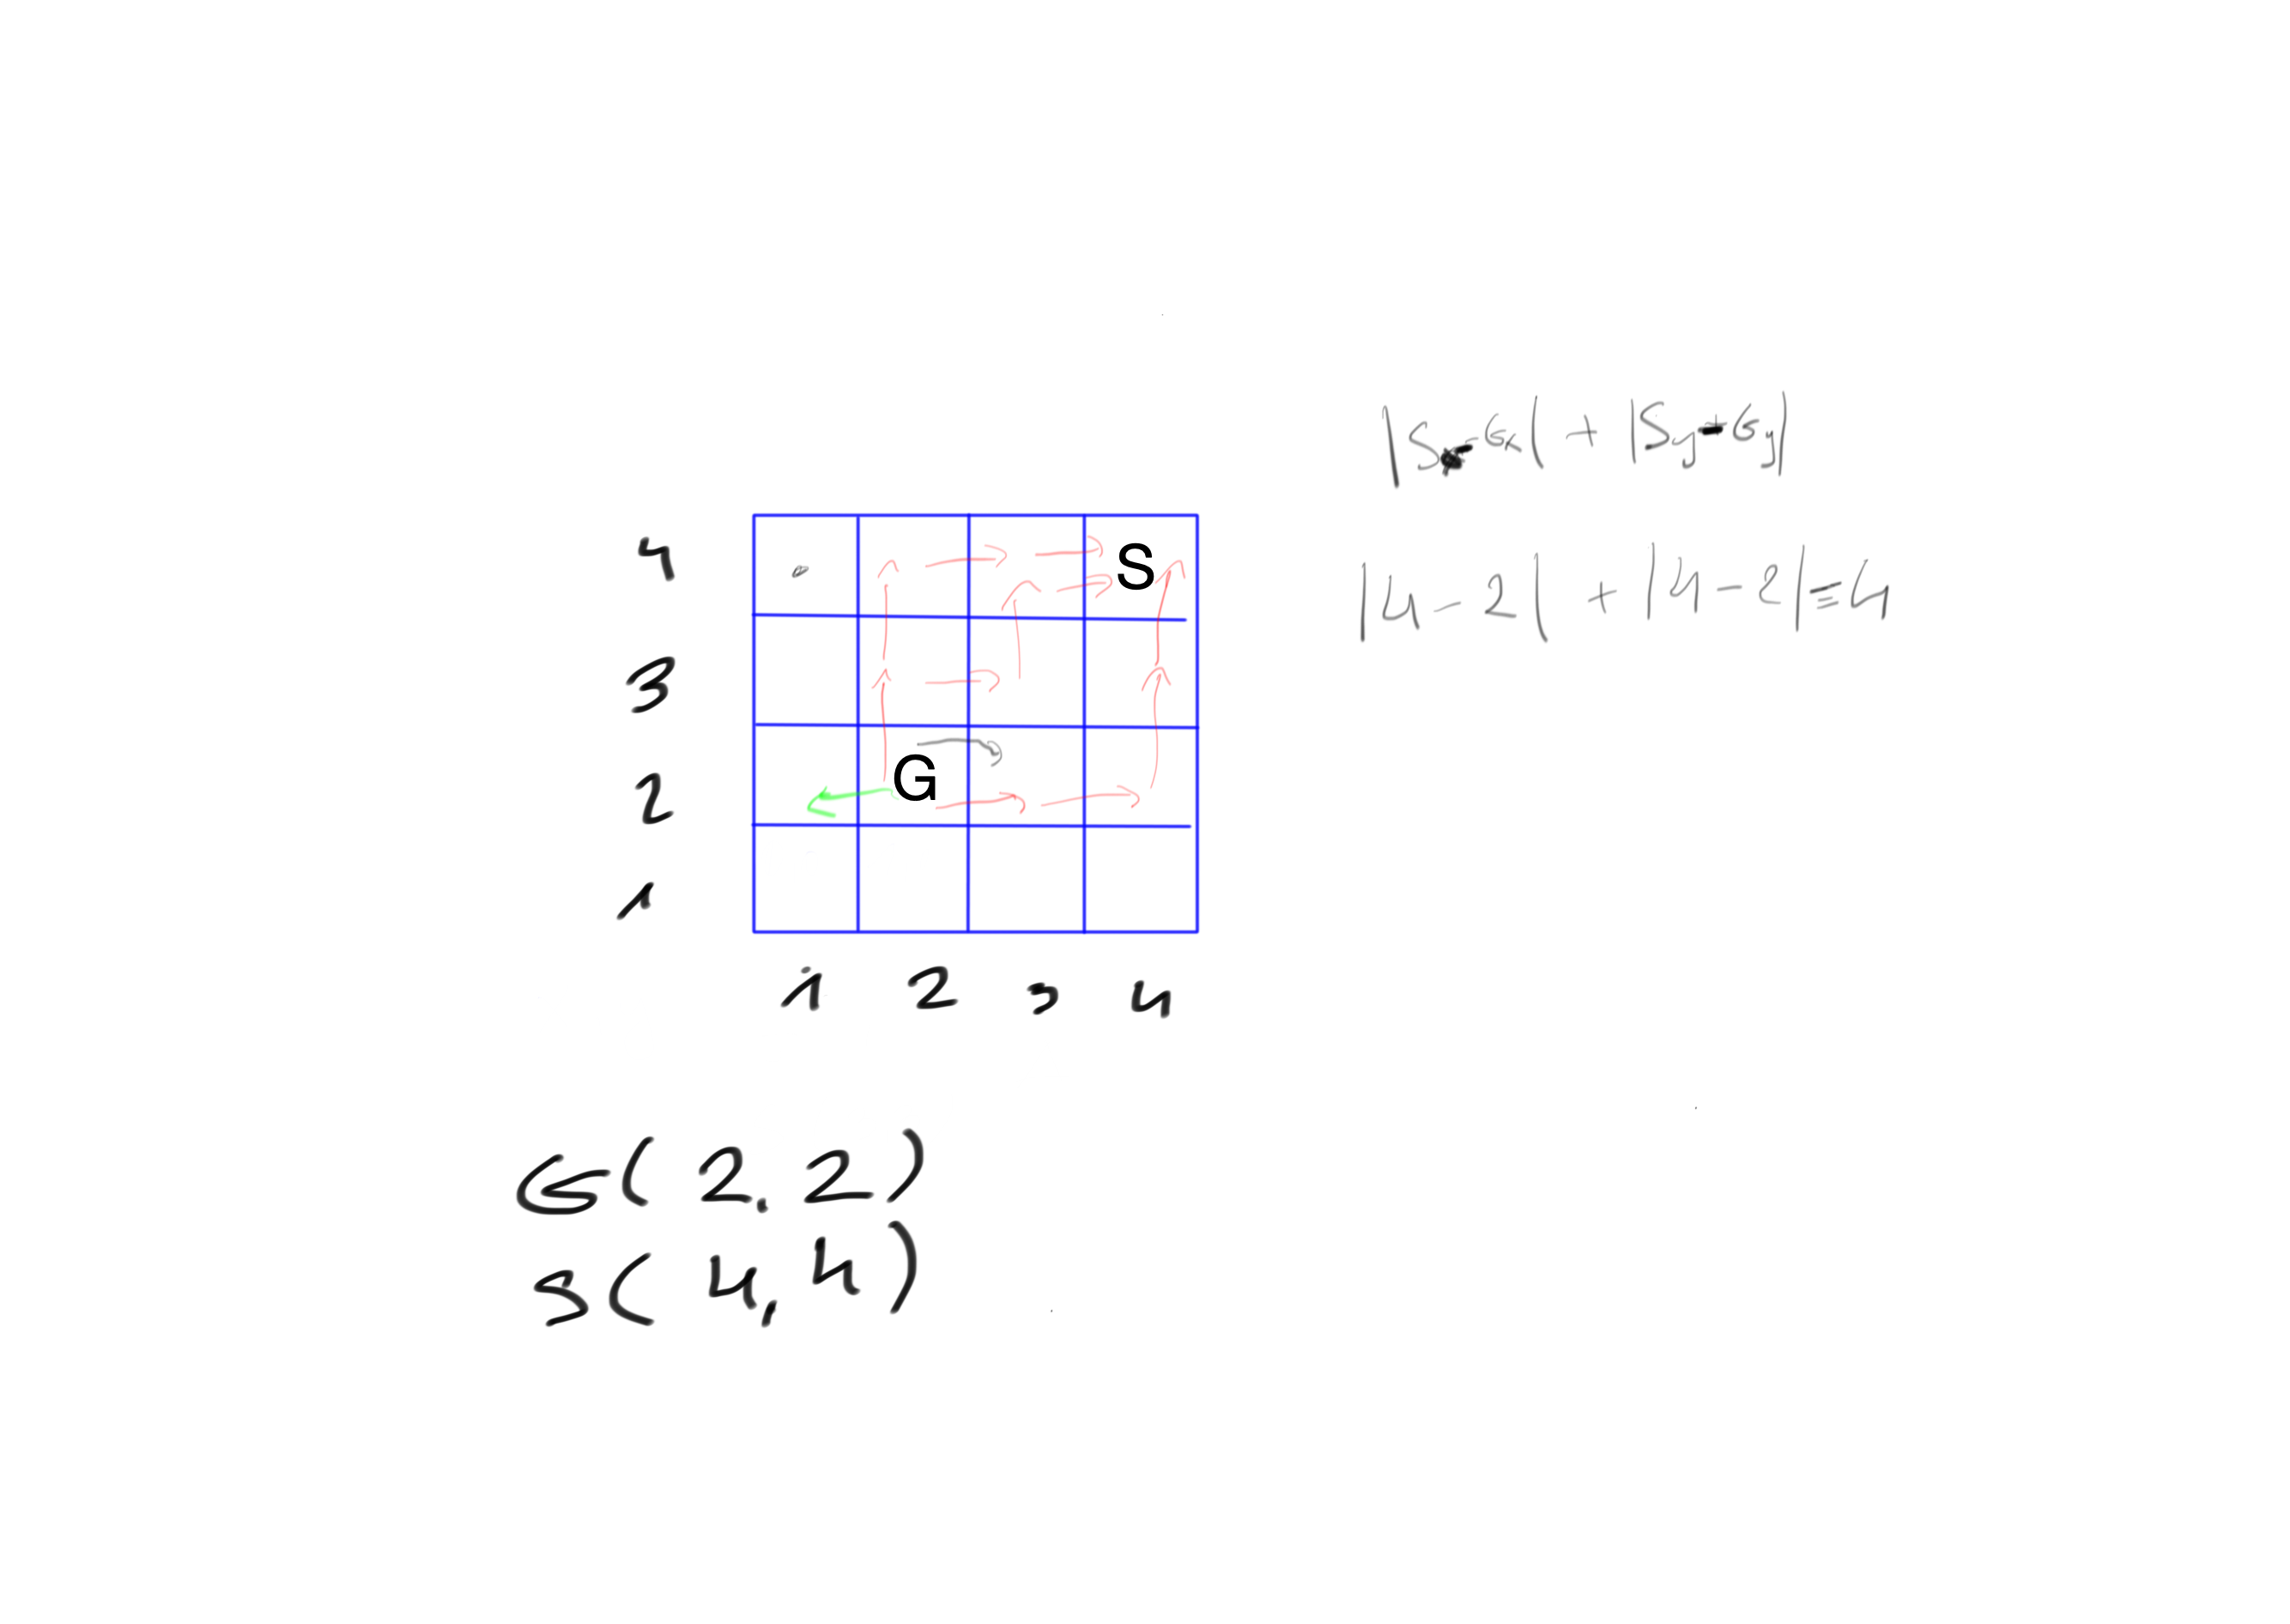 |Sx-Gx| + |Sy-Gy|
|4-2| + |4-2|=4
4
S
3
2
G
1
1 2 3 4
G(2,2)
S(4,4)